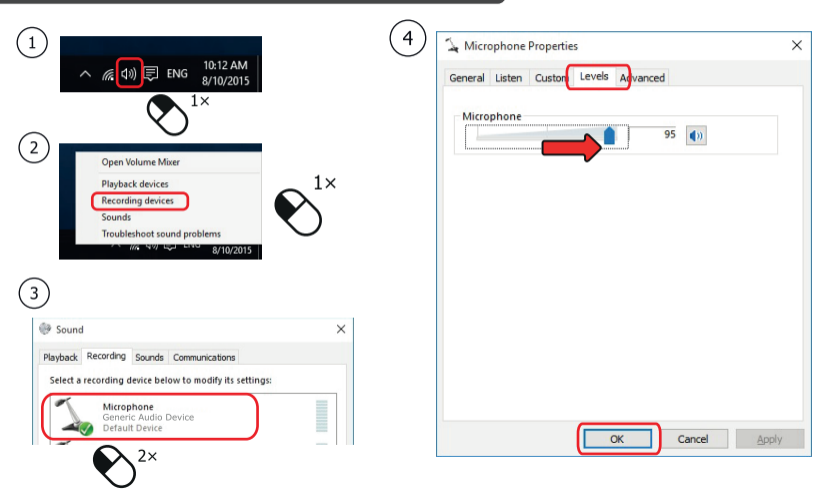 1
ENG
10:12 AM
8/10/2015
1×
2
Open Volume Mixer
Playback devices
Recording devices
Sounds
Troubleshoot sound problems
8/10/2015
1×
3
Sound
Playback Recording Sounds Communications
Select a recording device below to modify its settings:
Microphone
Generic Audio Device
Default Device
2×
4
Microphone Properties
General Listen Custom Levels Advanced
Microphone
95
OK Cancel Apply